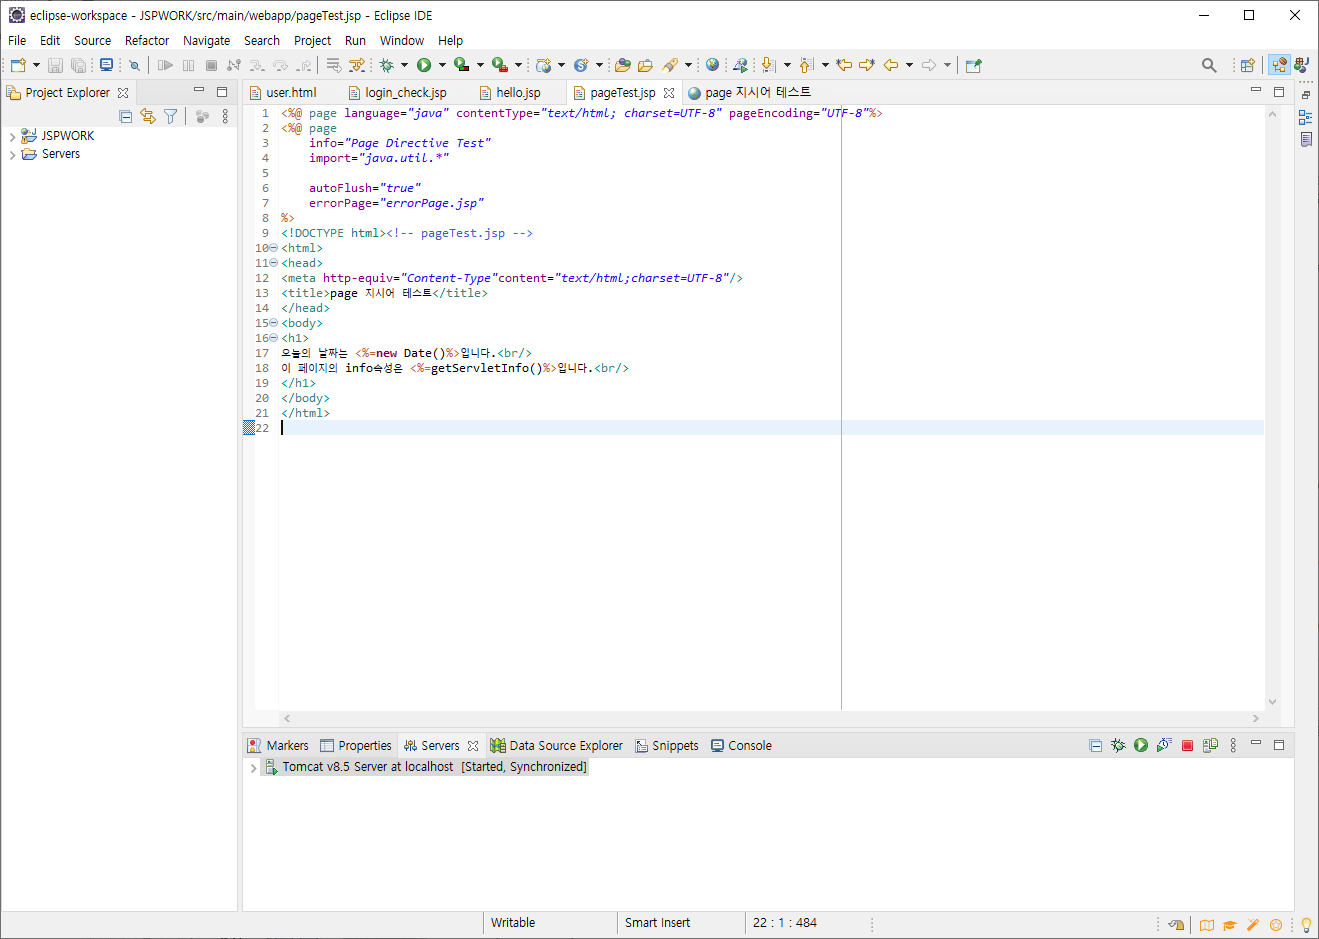 eclipse-workspace - JSPWORK/src/main/webapp/pageTest.jsp - Eclipse IDE
File Edit Source Refactor Navigate Search Project Run Window Help
Project Explorer
user.html login_check.jsp hello.jsp pageTest.jsp page 지시어 테스트
JSPWORK
Servers
1 <%@ page language="java" contentType="text/html; charset=UTF-8" pageEncoding="UTF-8"%>
2 <%@ page
3 info="Page Directive Test"
4 import="java.util.*"
5
6 autoFlush="true"
7 errorPage="errorPage.jsp"
8 %>
9 <!DOCTYPE html><!-- pageTest.jsp -->
10 <html>
11 <head>
12 <meta http-equiv="Content-Type"content="text/html;charset=UTF-8"/>
13 <title>page 지시어 테스트</title>
14 </head>
15 <body>
16 <h1>
17 오늘의 날짜는 <%=new Date()%>입니다.<br/>
18 이 페이지의 info속성은 <%=getServletInfo()%>입니다.<br/>
19 </h1>
20 </body>
21 </html>
22
Markers Properties Servers Data Source Explorer Snippets Console
Tomcat v8.5 Server at localhost [Started, Synchronized]
Writable Smart Insert 22 : 1 : 484